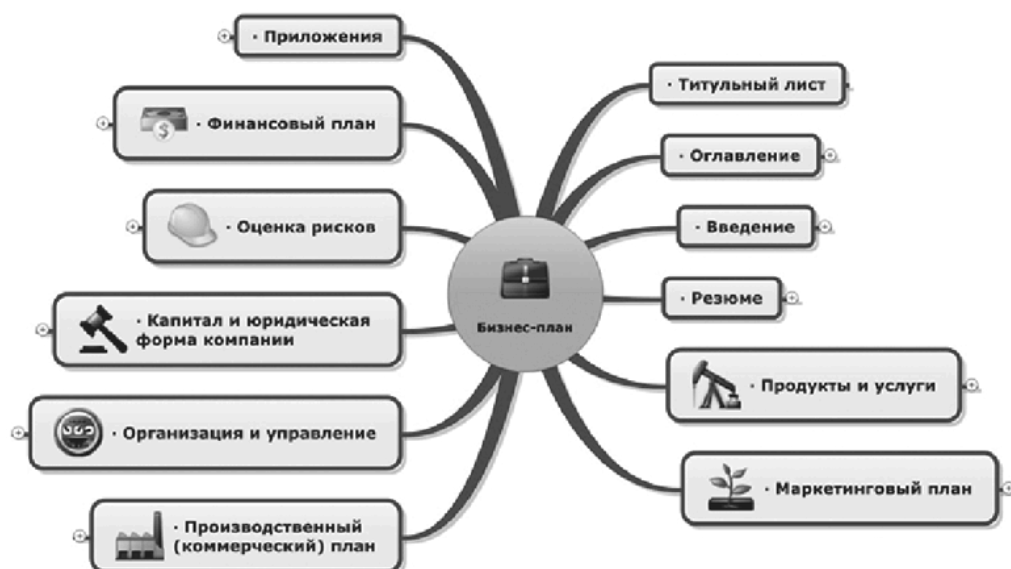 · Приложения
· Финансовый план
· Оценка рисков
· Капитал и юридическая
форма компании
· Организация и управление
· Производственный
(коммерческий) план
Бизнес-план
· Титульный лист
· Оглавление
· Введение
· Резюме
· Продукты и услуги
· Маркетинговый план